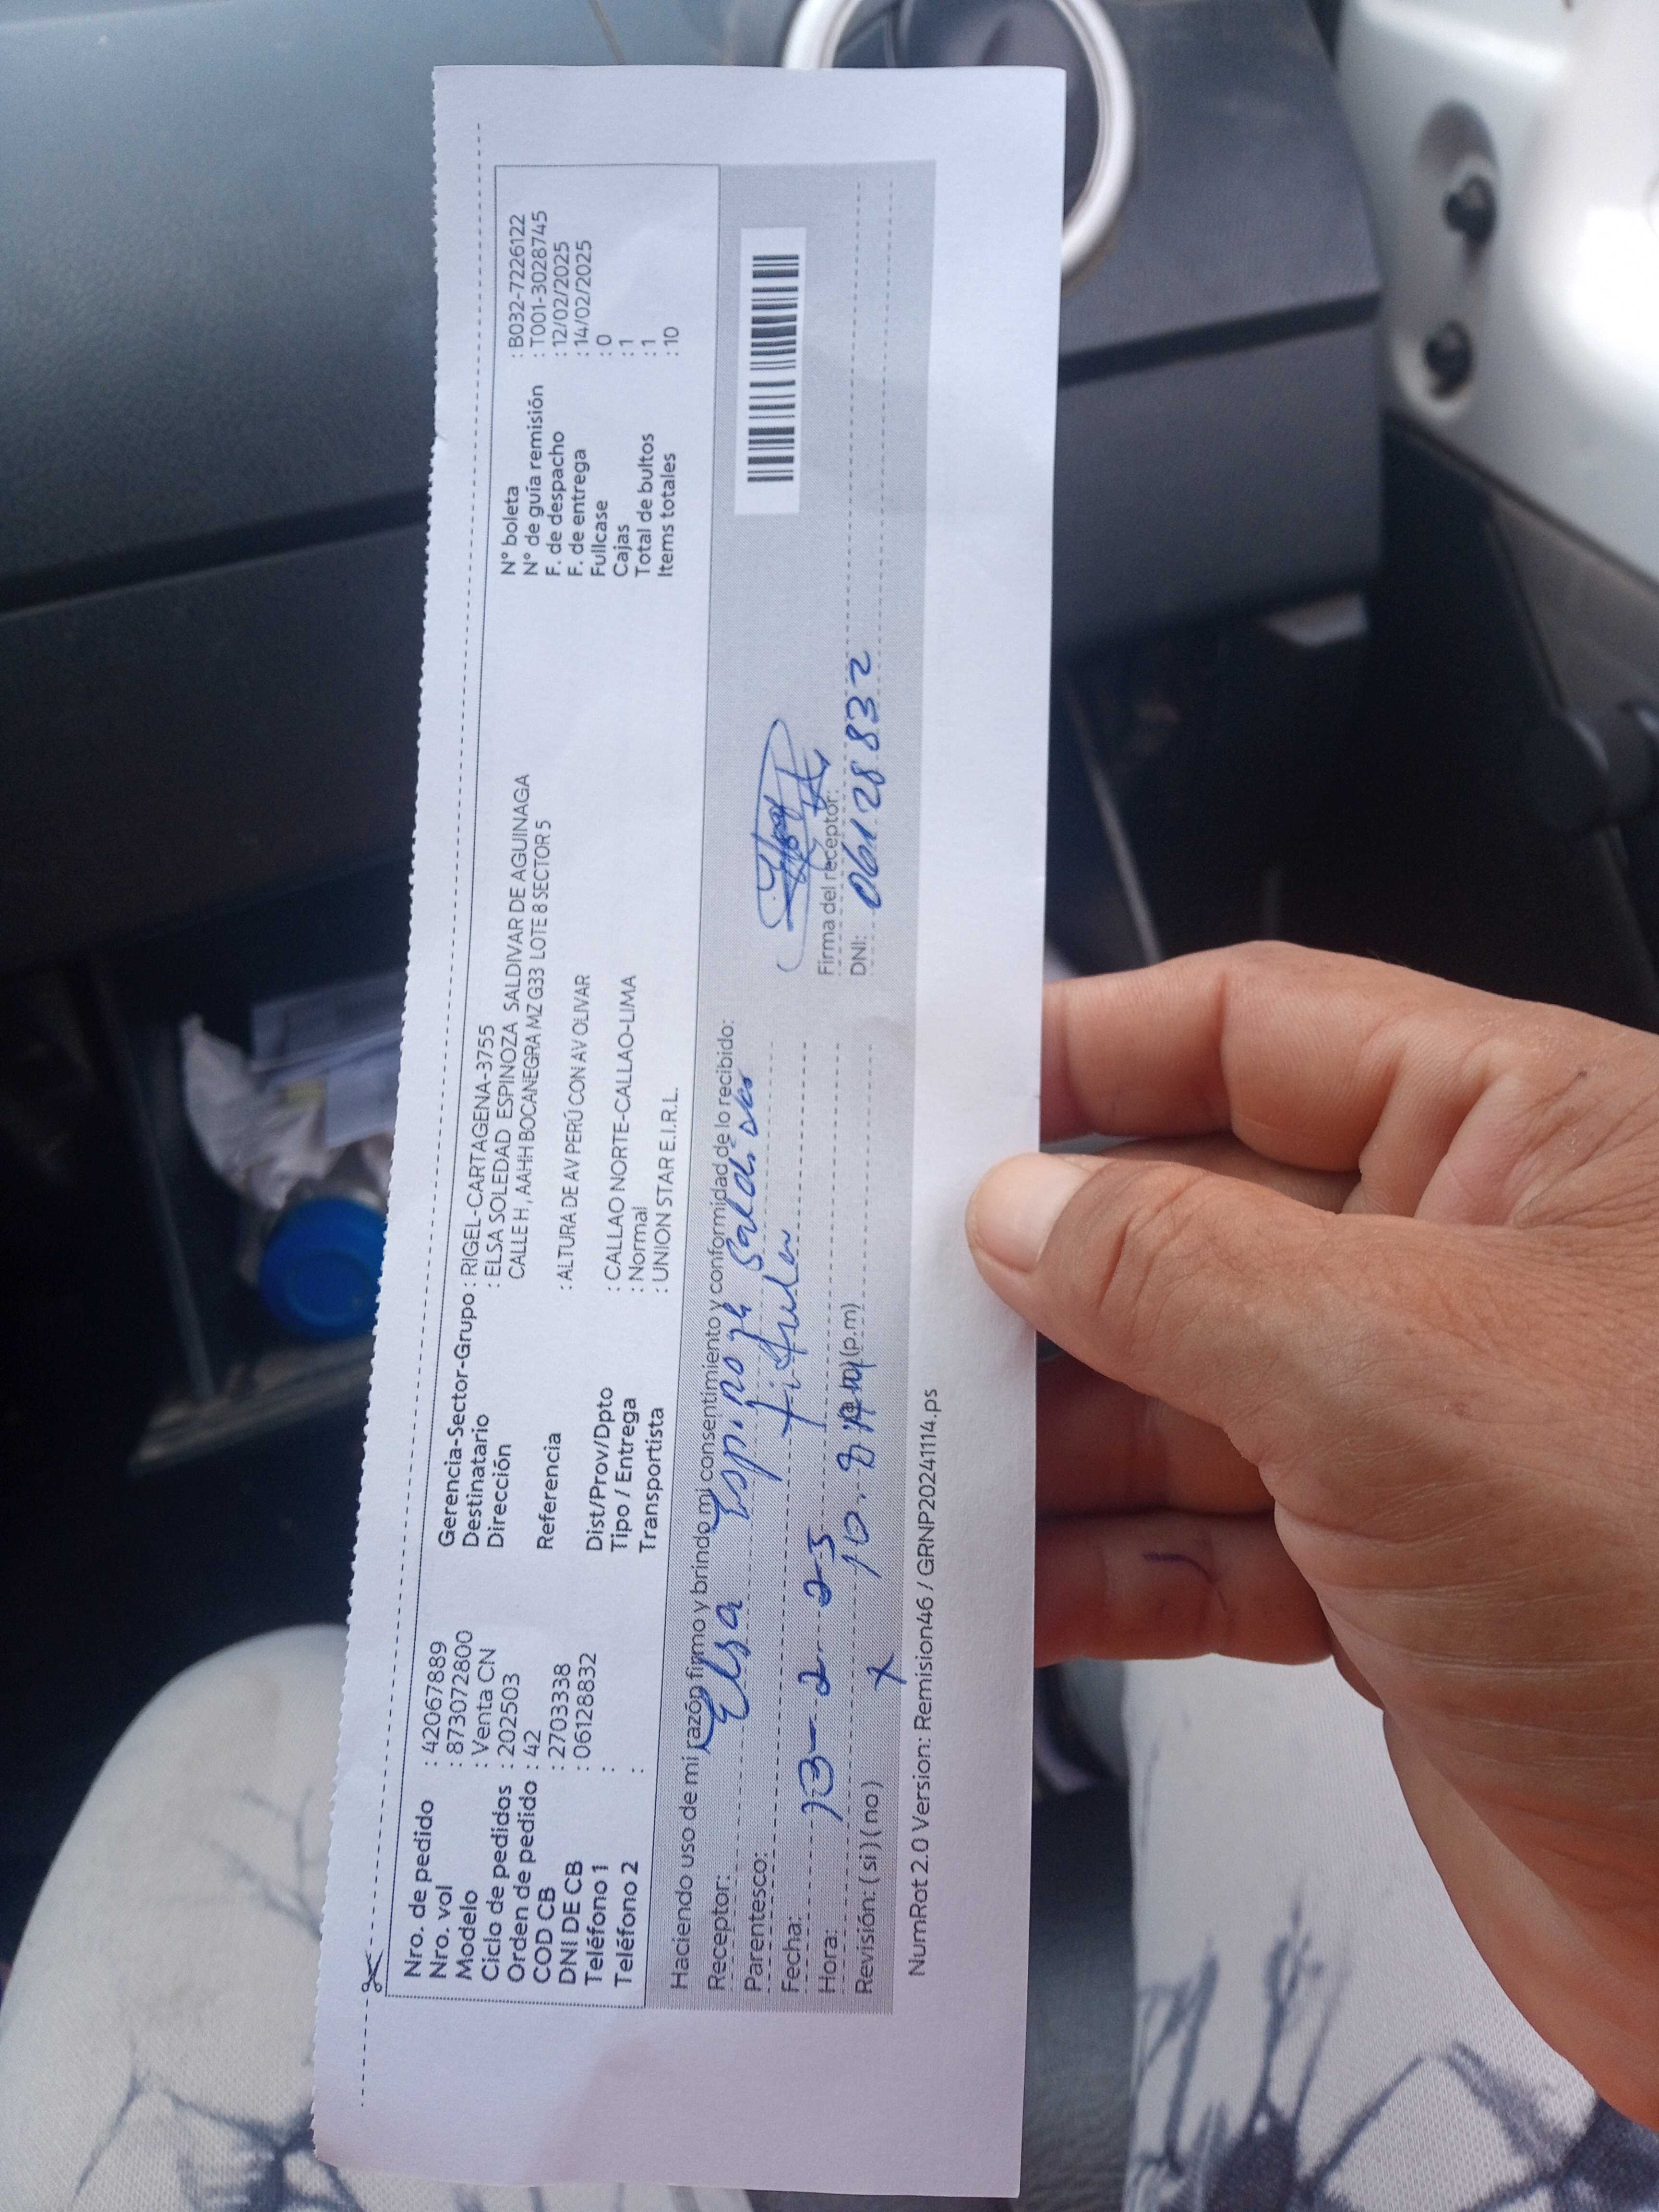 Nro. de pedido : 42067889
Nro. vol : 873072800
Modelo : Venta CN
Ciclo de pedidos : 202503
Orden de pedido : 42
COD CB : 2703338
DNI DE CB : 06128832
Teléfono 1 :
Teléfono 2 :
Gerencia-Sector-Grupo : RIGEL-CARTAGENA-3755
Destinatario : ELSA SOLEDAD ESPINOZA SALDIVAR DE AGUINAGA
Dirección CALLE H , AAHH BOCANEGRA MZ G33 LOTE 8 SECTOR 5
Referencia : ALTURA DE AV PERÚ CON AV OLIVAR
Dist/Prov/Dpto : CALLAO NORTE-CALLAO-LIMA
Tipo / Entrega : Normal
Transportista : UNION STAR E.I.R.L.
N° boleta : B032-7226122
N° de guía remisión : T001-3028745
F. de despacho : 12/02/2025
F. de entrega : 14/02/2025
Fullcase : 0
Cajas : 1
Total de bultos : 1
Items totales : 10
Haciendo uso de mi razón firmo y brindo mi consentimiento y conformidad de lo recibido:
Receptor: Elsa Espinoza Saldivar
Parentesco: titular
Fecha: 13-2-25
Hora: 10. (p.m)
Revisión: ( si ) ( no ) x
Firma del receptor:
DNI: 06128832
NumRot 2.0 Version: Remision46 / GRNP20241114.ps